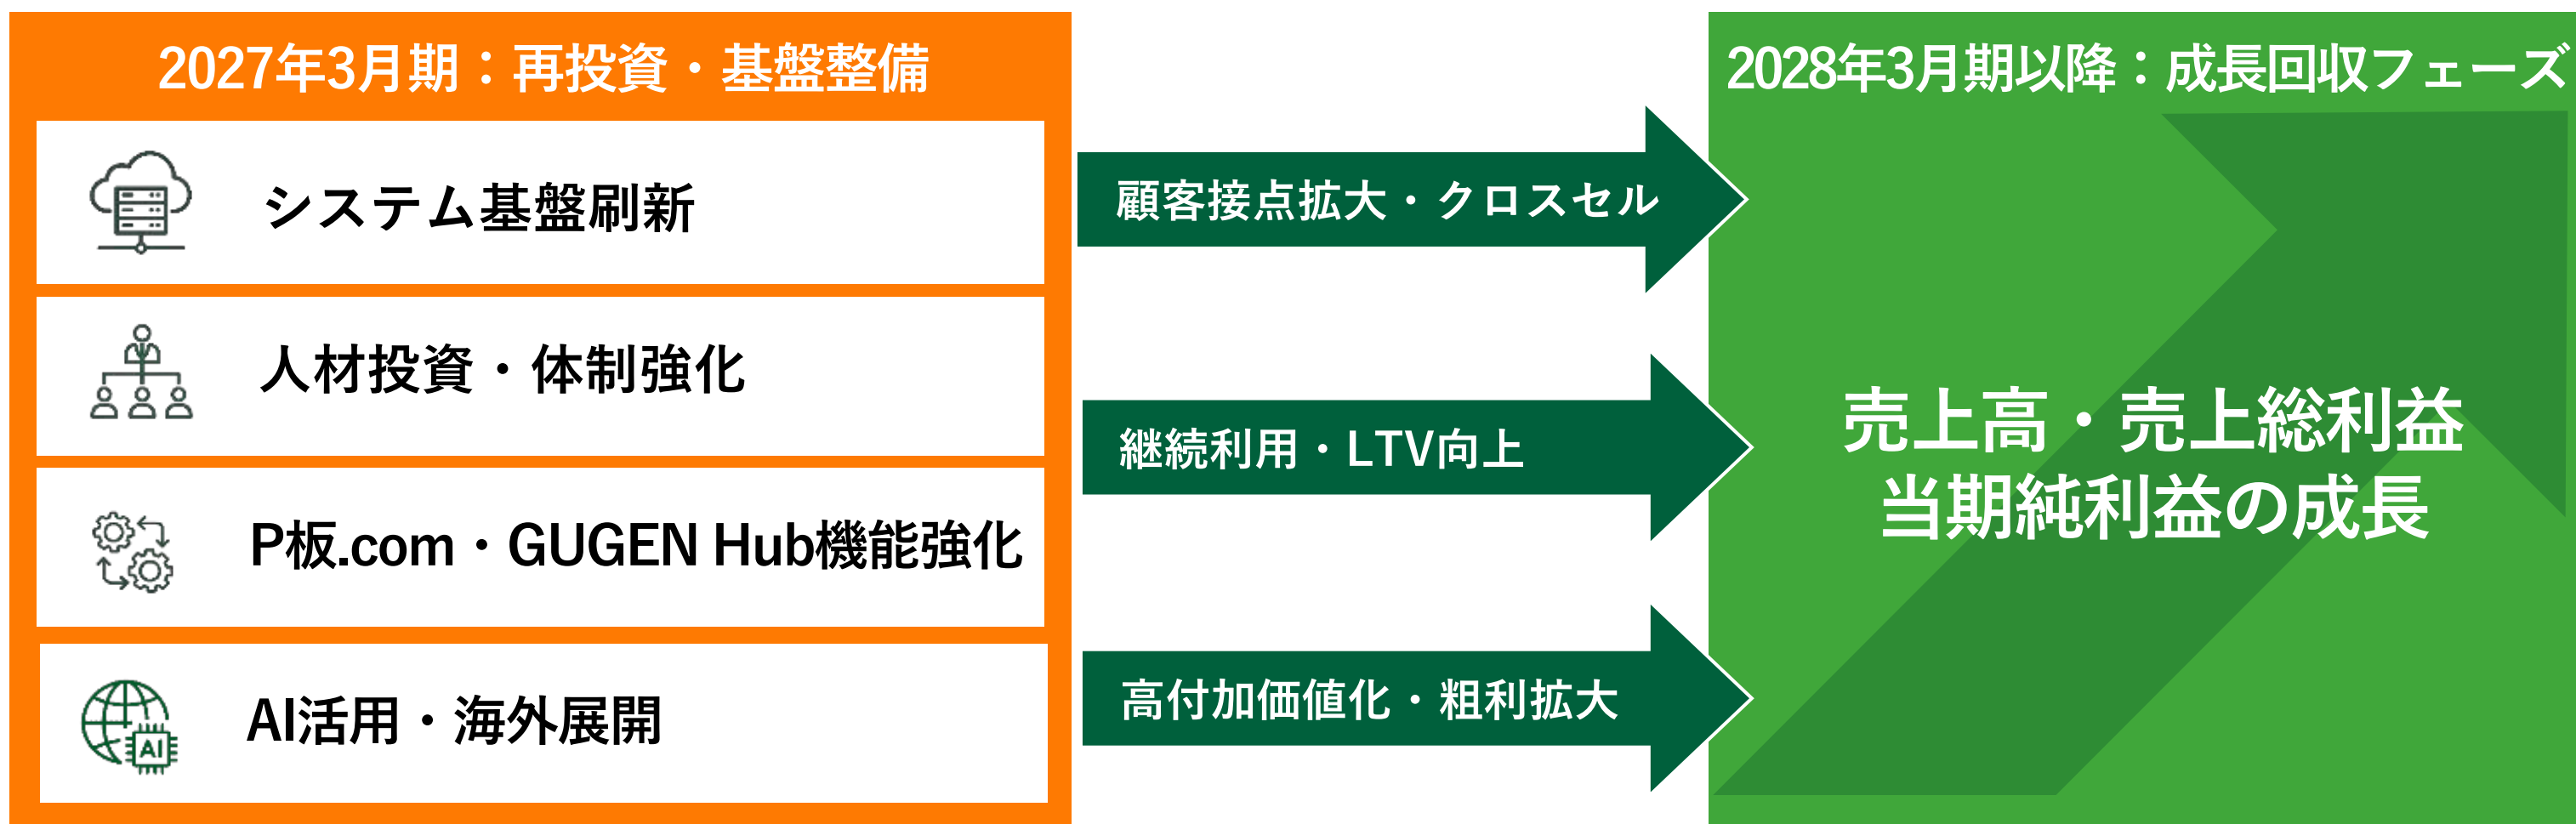 2027年3月期：再投資・基盤整備
システム基盤刷新
人材投資・体制強化
P板.com・GUGEN Hub機能強化
AI
AI活用・海外展開
顧客接点拡大・クロスセル
継続利用・LTV向上
高付加価値化・粗利拡大
2028年3月期以降：成長回収フェーズ
売上高・売上総利益
当期純利益の成長